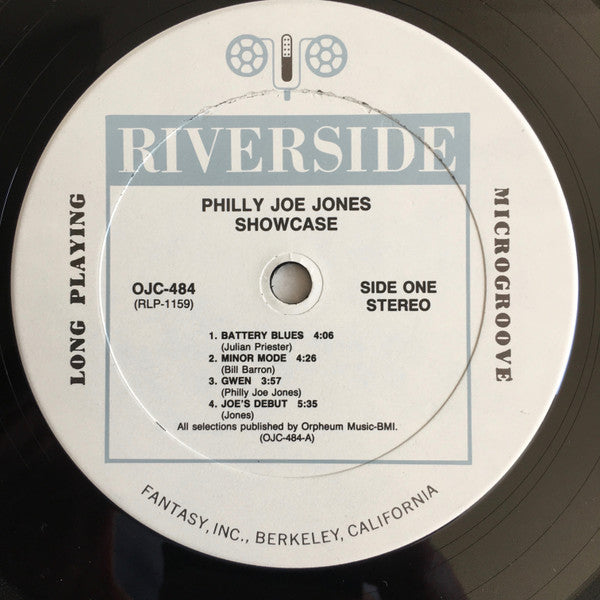 RIVERSIDE
LONG PLAYING
MICROGROOVE
PHILLY JOE JONES
SHOWCASE
OJC-484
(RLP-1159)
SIDE ONE
STEREO
1. BATTERY BLUES 4:06
(Julian Priester)
2. MINOR MODE 4:26
(Bill Barron)
3. GWEN 3:57
(Philly Joe Jones)
4. JOE'S DEBUT 5:35
(Jones)
All selections published by Orpheum Music-BMI.
(OJC-484-A)
FANTASY, INC., BERKELEY, CALIFORNIA